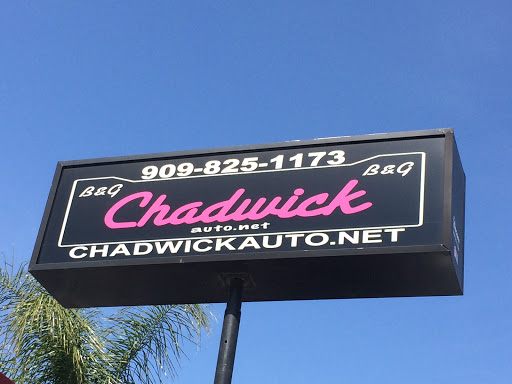 909-825-1173
B&G B&G
Chadwick
auto.net
CHADWICKAUTO.NET